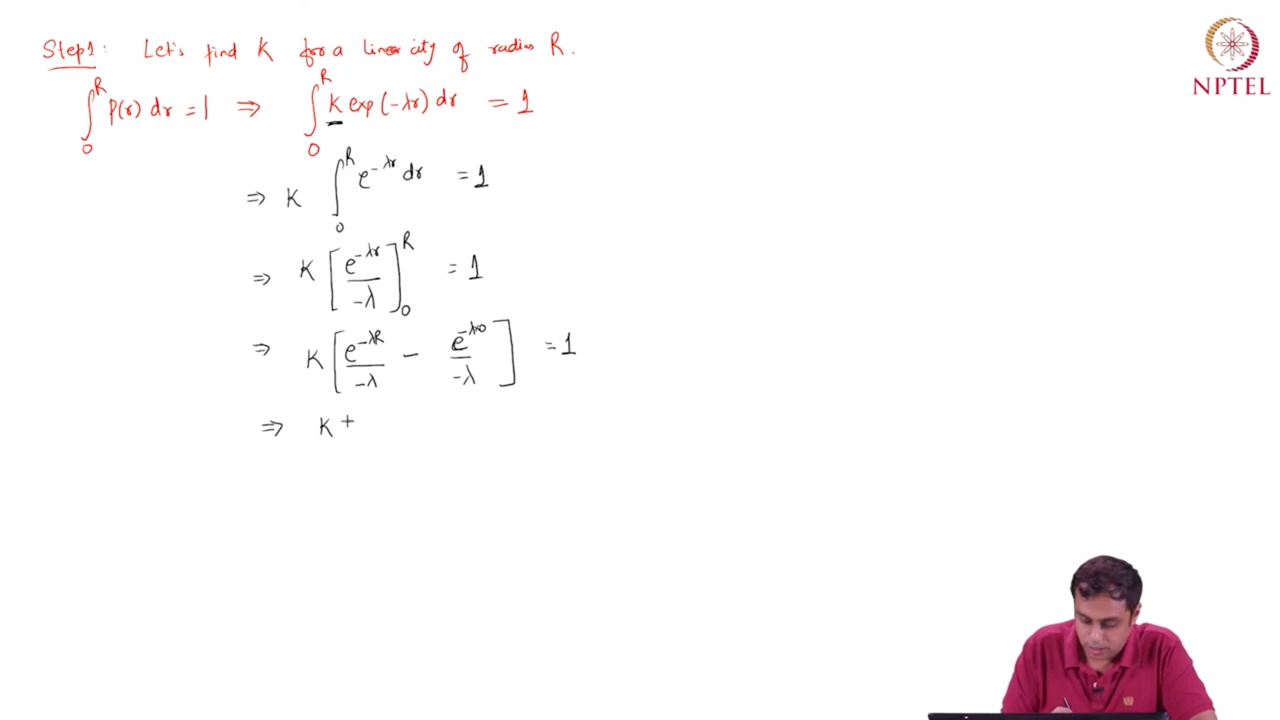 Step1: Let's find K for a linear city of radius R.
∫₀ᴿ P(r) dr = 1 ⇒ ∫₀ᴿ K exp(-λr) dr = 1
⇒ K ∫₀ᴿ e^{-λr} dr = 1
⇒ K [e^{-λr}/-λ]₀ᴿ = 1
⇒ K [e^{-λR}/-λ - e^{-λx0}/-λ] = 1
⇒ K +
NPTEL